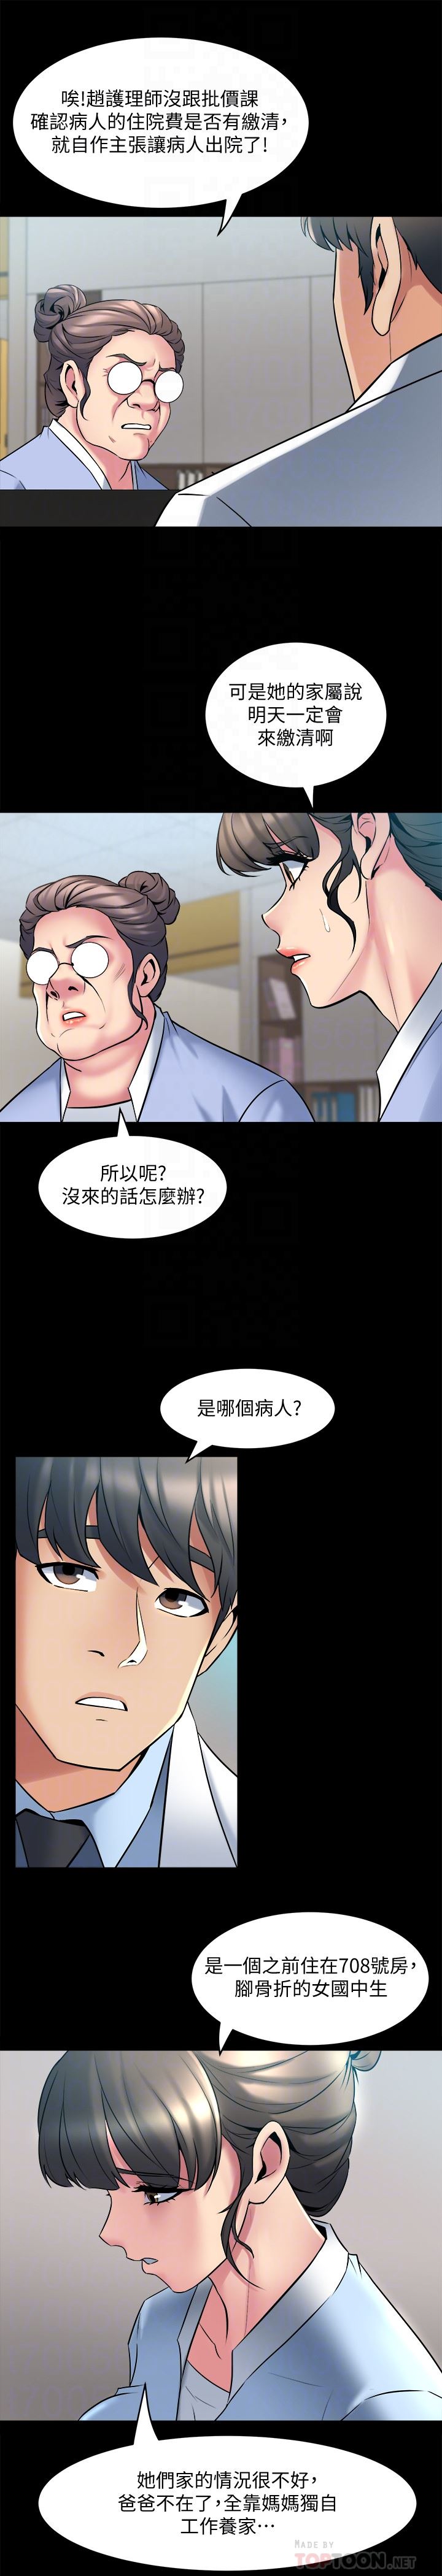 唉!趙護理師沒跟批價課
確認病人的住院費是否有繳清,
就自作主張讓病人出院了!
可是她的家屬說
明天一定會
來繳清啊
所以呢?
沒來的話怎麼辦?
是哪個病人?
是一個之前住在708號房,
腳骨折的女國中生
她們家的情況很不好,
爸爸不在了,全靠媽媽獨自
工作養家…
MADE BY
TOPTOON.NET